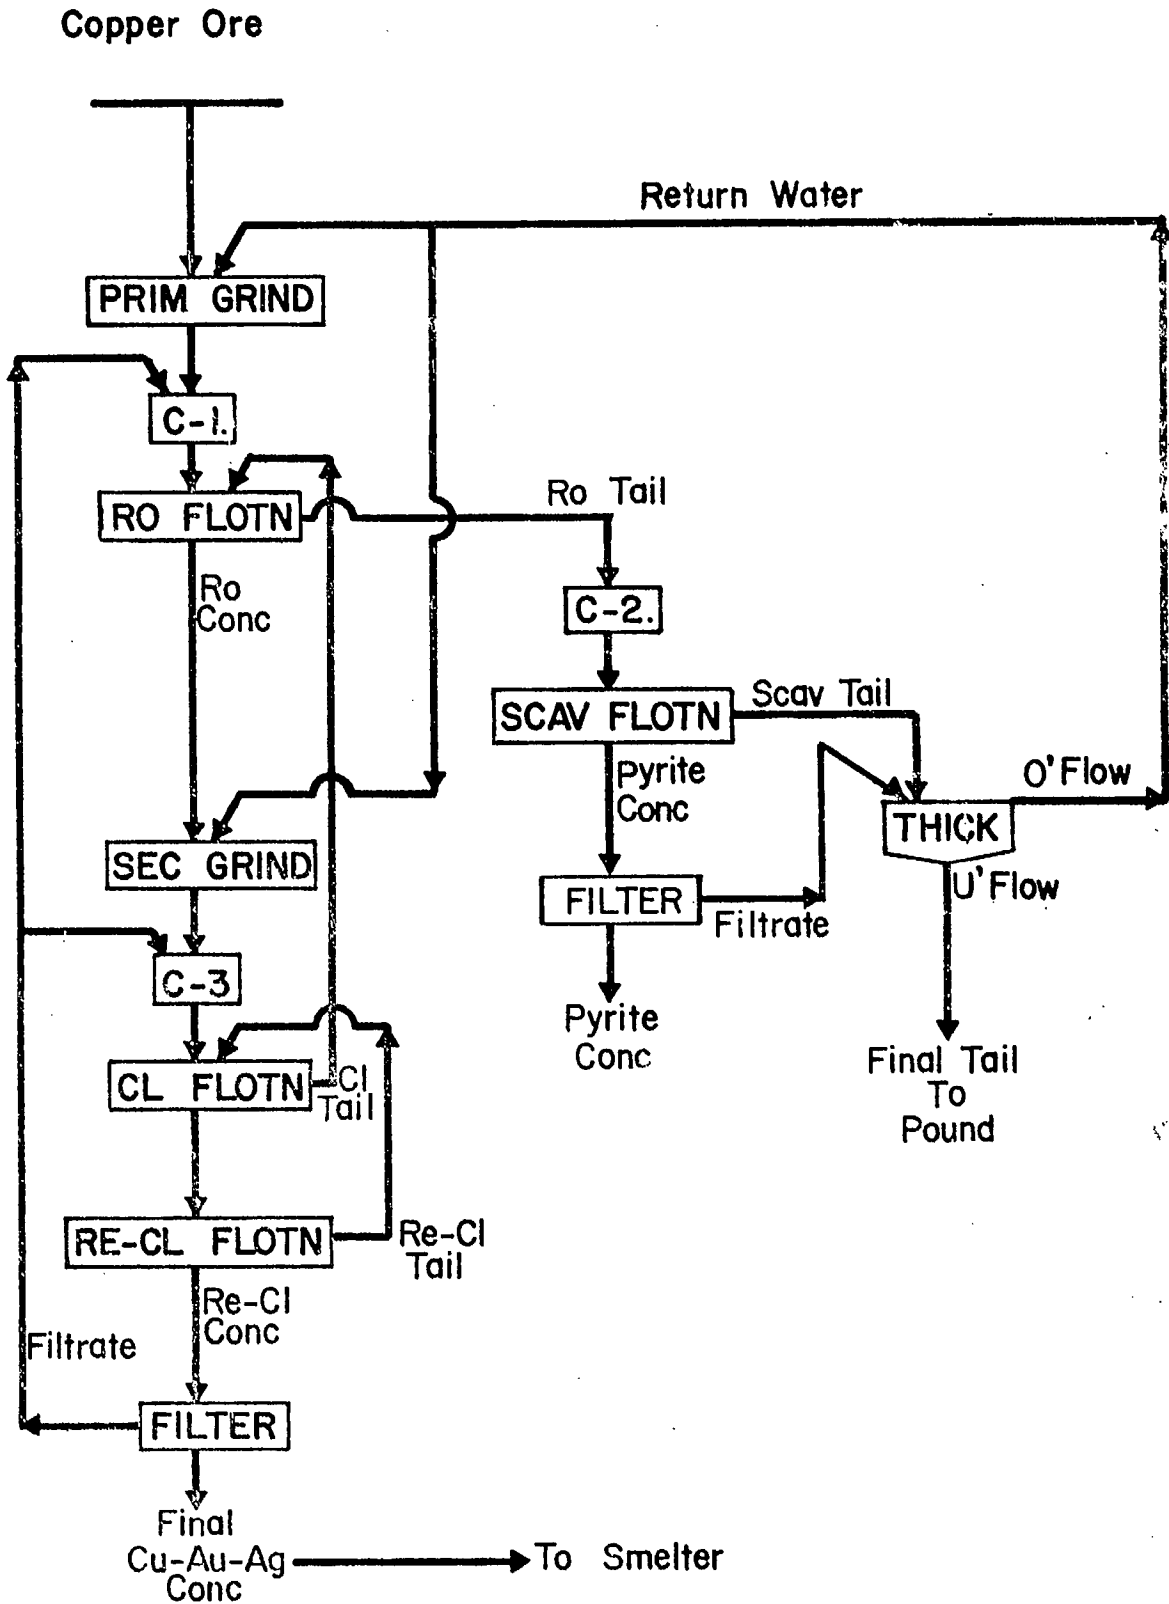 Copper Ore
Return Water
PRIM GRIND
C-1.
RO FLOTN
Ro Tail
Ro
Conc
C-2.
SCAV FLOTN
Scav Tail
Pyrite
Conc
O' Flow
THICK
U' Flow
SEC GRIND
FILTER
Filtrate
C-3
Pyrite
Conc
Final Tail
To
Pound
CL FLOTN
Cl
Tail
RE-CL FLOTN
Re-Cl
Tail
Re-Cl
Conc
Filtrate
FILTER
Final
Cu-Au-Ag
Conc
To Smelter